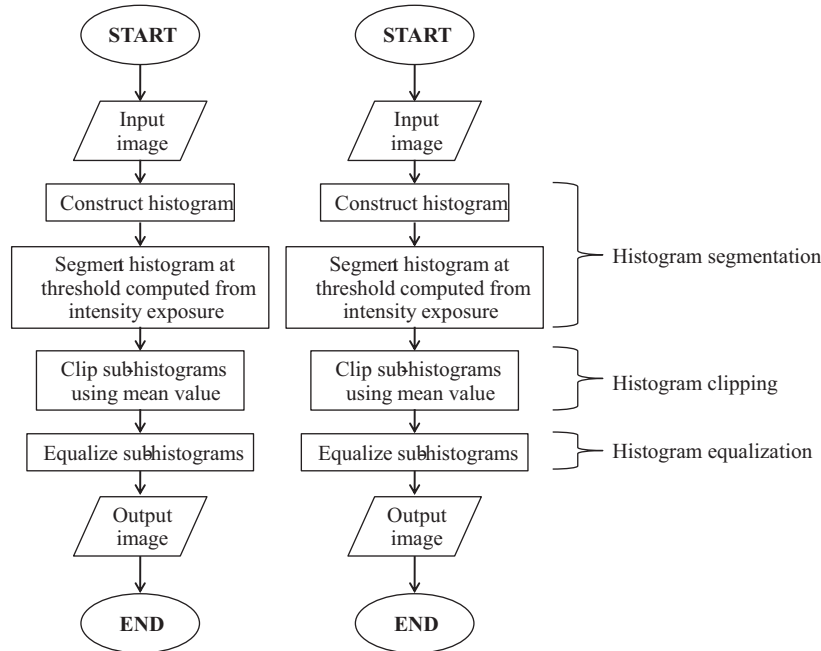 START
Input
image
Construct histogram
Segment histogram at
threshold computed from
intensity exposure
Clip sub-histograms
using mean value
Equalize sub-histograms
Output
image
END
START
Input
image
Construct histogram
Segment histogram at
threshold computed from
intensity exposure
Clip sub-histograms
using mean value
Equalize sub-histograms
Output
image
END
Histogram segmentation
Histogram clipping
Histogram equalization